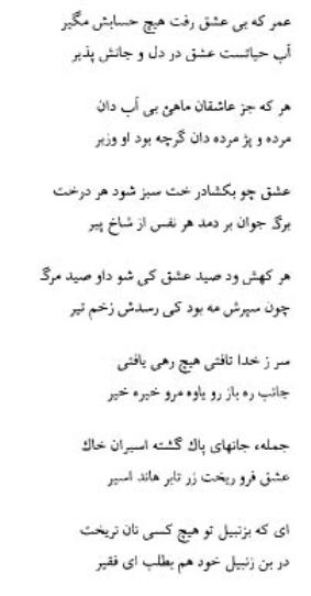 عمر که بی عشق رفت هیچ حسابش مگیر
آب حیاتست عشق در دل و جانش پذیر
هر که جز عاشقان ماهئ بی آب دان
مرده و پژ مرده دان گرچه بود او وزیر
عشق چو بکشادر خت سبز شود هر درخت
برگ جوان بر دمد هر نفس از شاخ پیر
هر کهش ود صید عشق کی شو داو صید مرگ
چون سپرش مه بود کی رسدش زخم تیر
سر ز خدا تافتی هیچ رهی یافتی
جانب ره باز رو یاوه مرو خیره خیر
جمله، جانهای پاك گشته اسیران خاك
عشق فرو ریخت زر تابر هاند اسیر
ای که بزنبیل تو هیچ کسی نان نریخت
در بن زنبیل خود هم بطلب ای فقیر